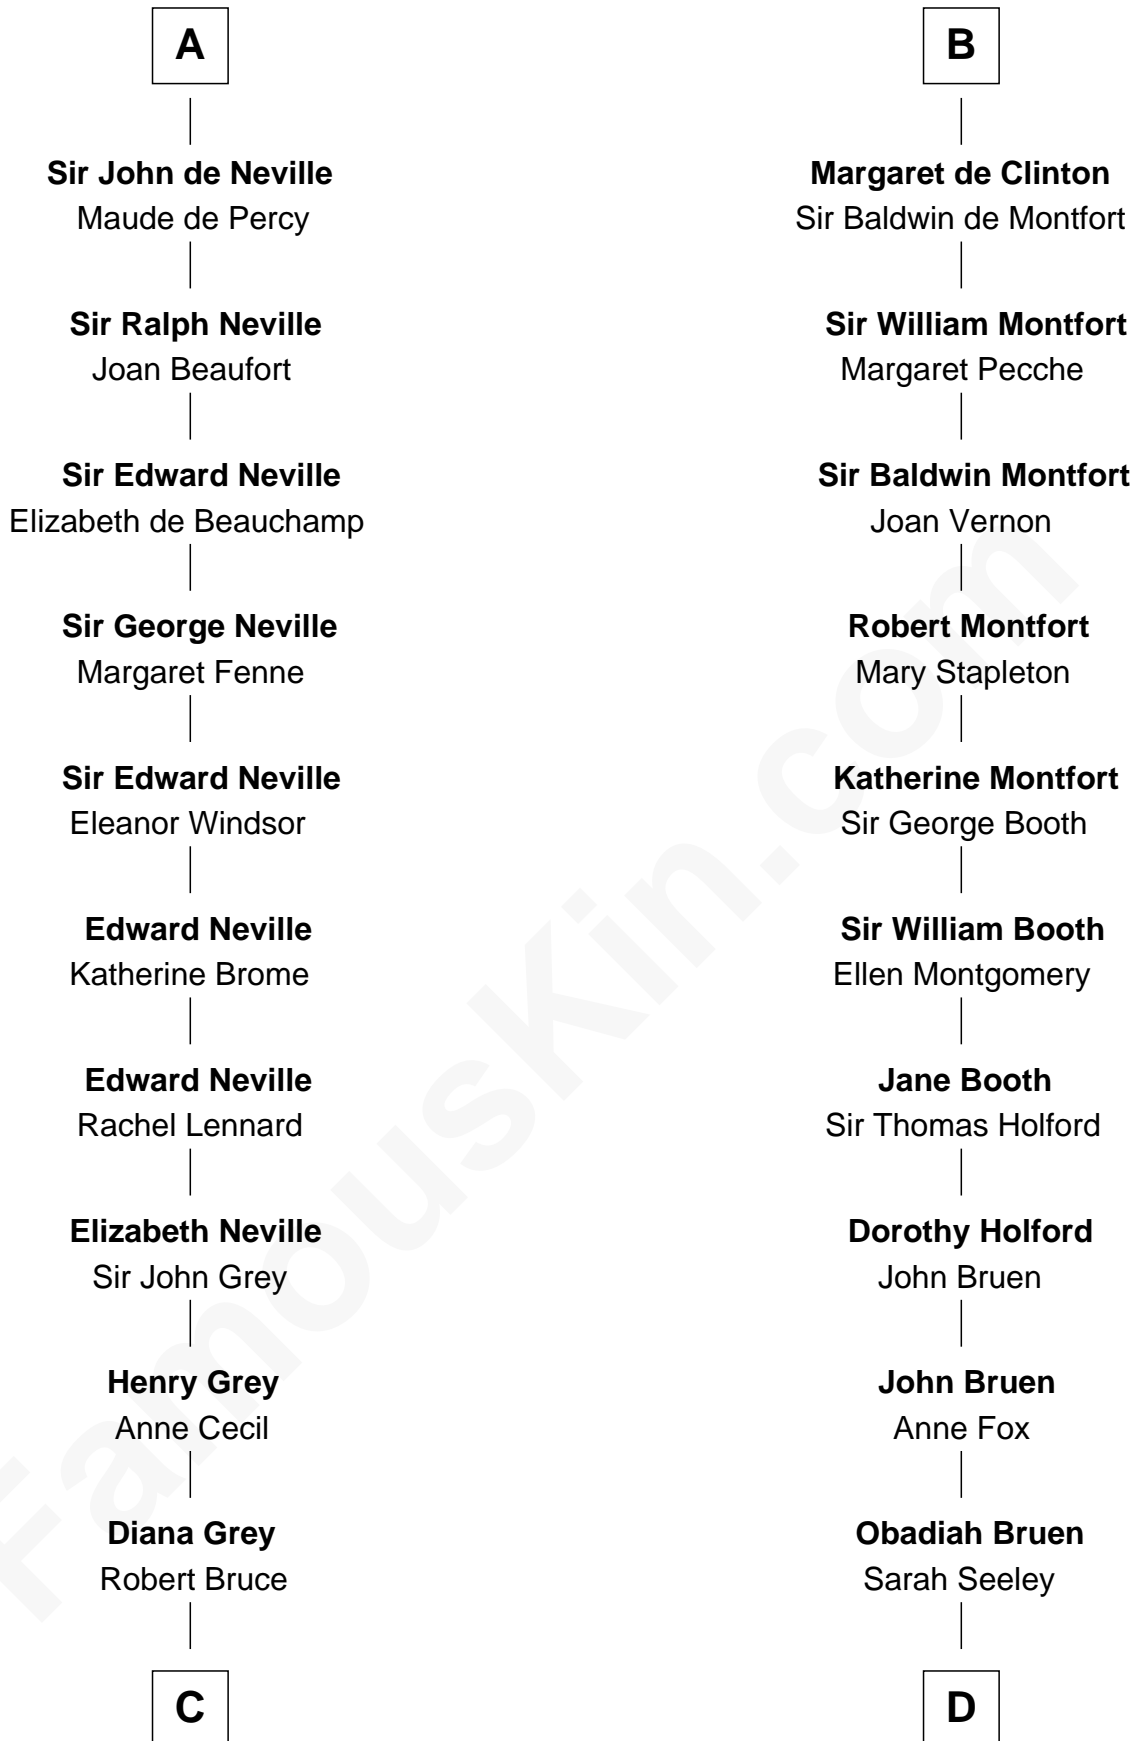 A
Sir John de Neville
Maude de Percy
Sir Ralph Neville
Joan Beaufort
Sir Edward Neville
Elizabeth de Beauchamp
Sir George Neville
Margaret Fenne
Sir Edward Neville
Eleanor Windsor
Edward Neville
Katherine Brome
Edward Neville
Rachel Lennard
Elizabeth Neville
Sir John Grey
Henry Grey
Anne Cecil
Diana Grey
Robert Bruce
C
B
Margaret de Clinton
Sir Baldwin de Montfort
Sir William Montfort
Margaret Pecche
Sir Baldwin Montfort
Joan Vernon
Robert Montfort
Mary Stapleton
Katherine Montfort
Sir George Booth
Sir William Booth
Ellen Montgomery
Jane Booth
Sir Thomas Holford
Dorothy Holford
John Bruen
John Bruen
Anne Fox
Obadiah Bruen
Sarah Seeley
D
FamousKin.com